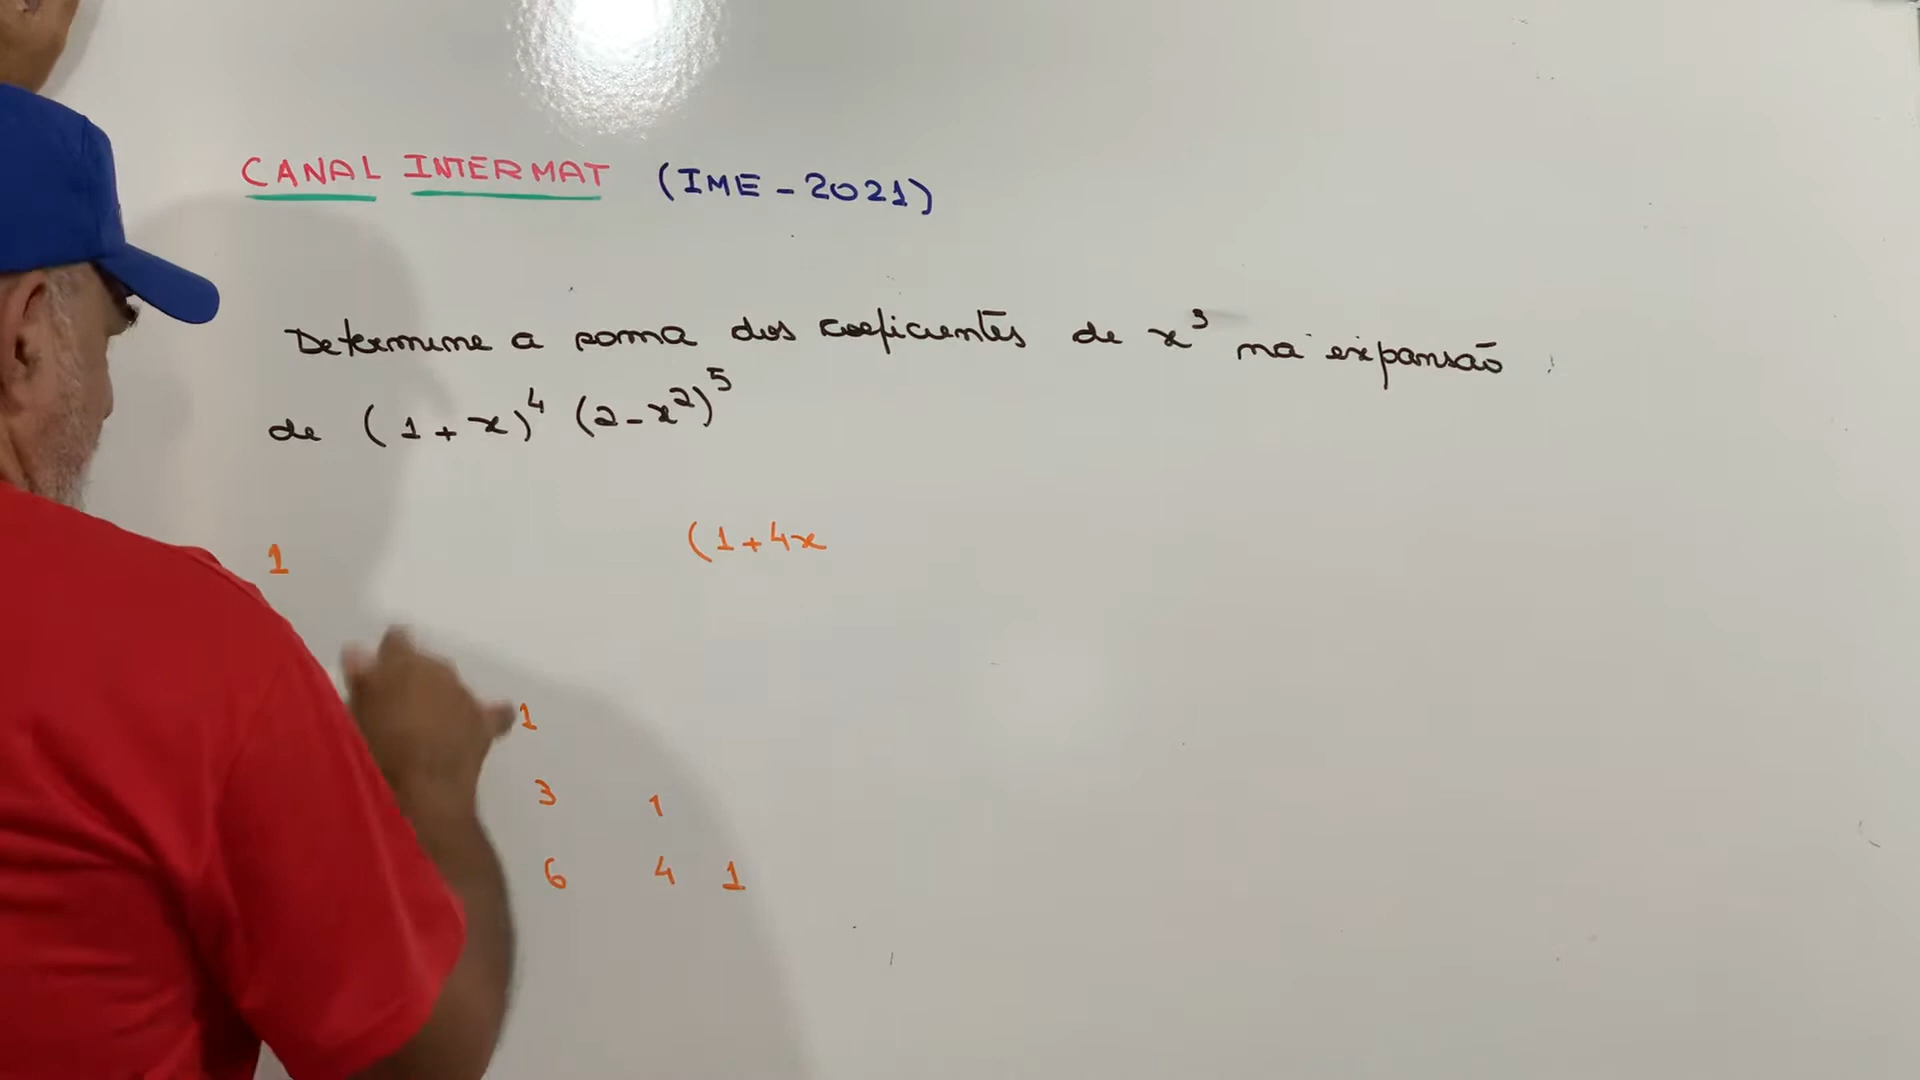 CANAL INTERMAT (IME - 2021)
Determine a soma dos coeficientes de x³ na expansão
de (1 + x)⁴ (2 - x²)⁵
(1 + 4x
1
1
3 1
6 4 1